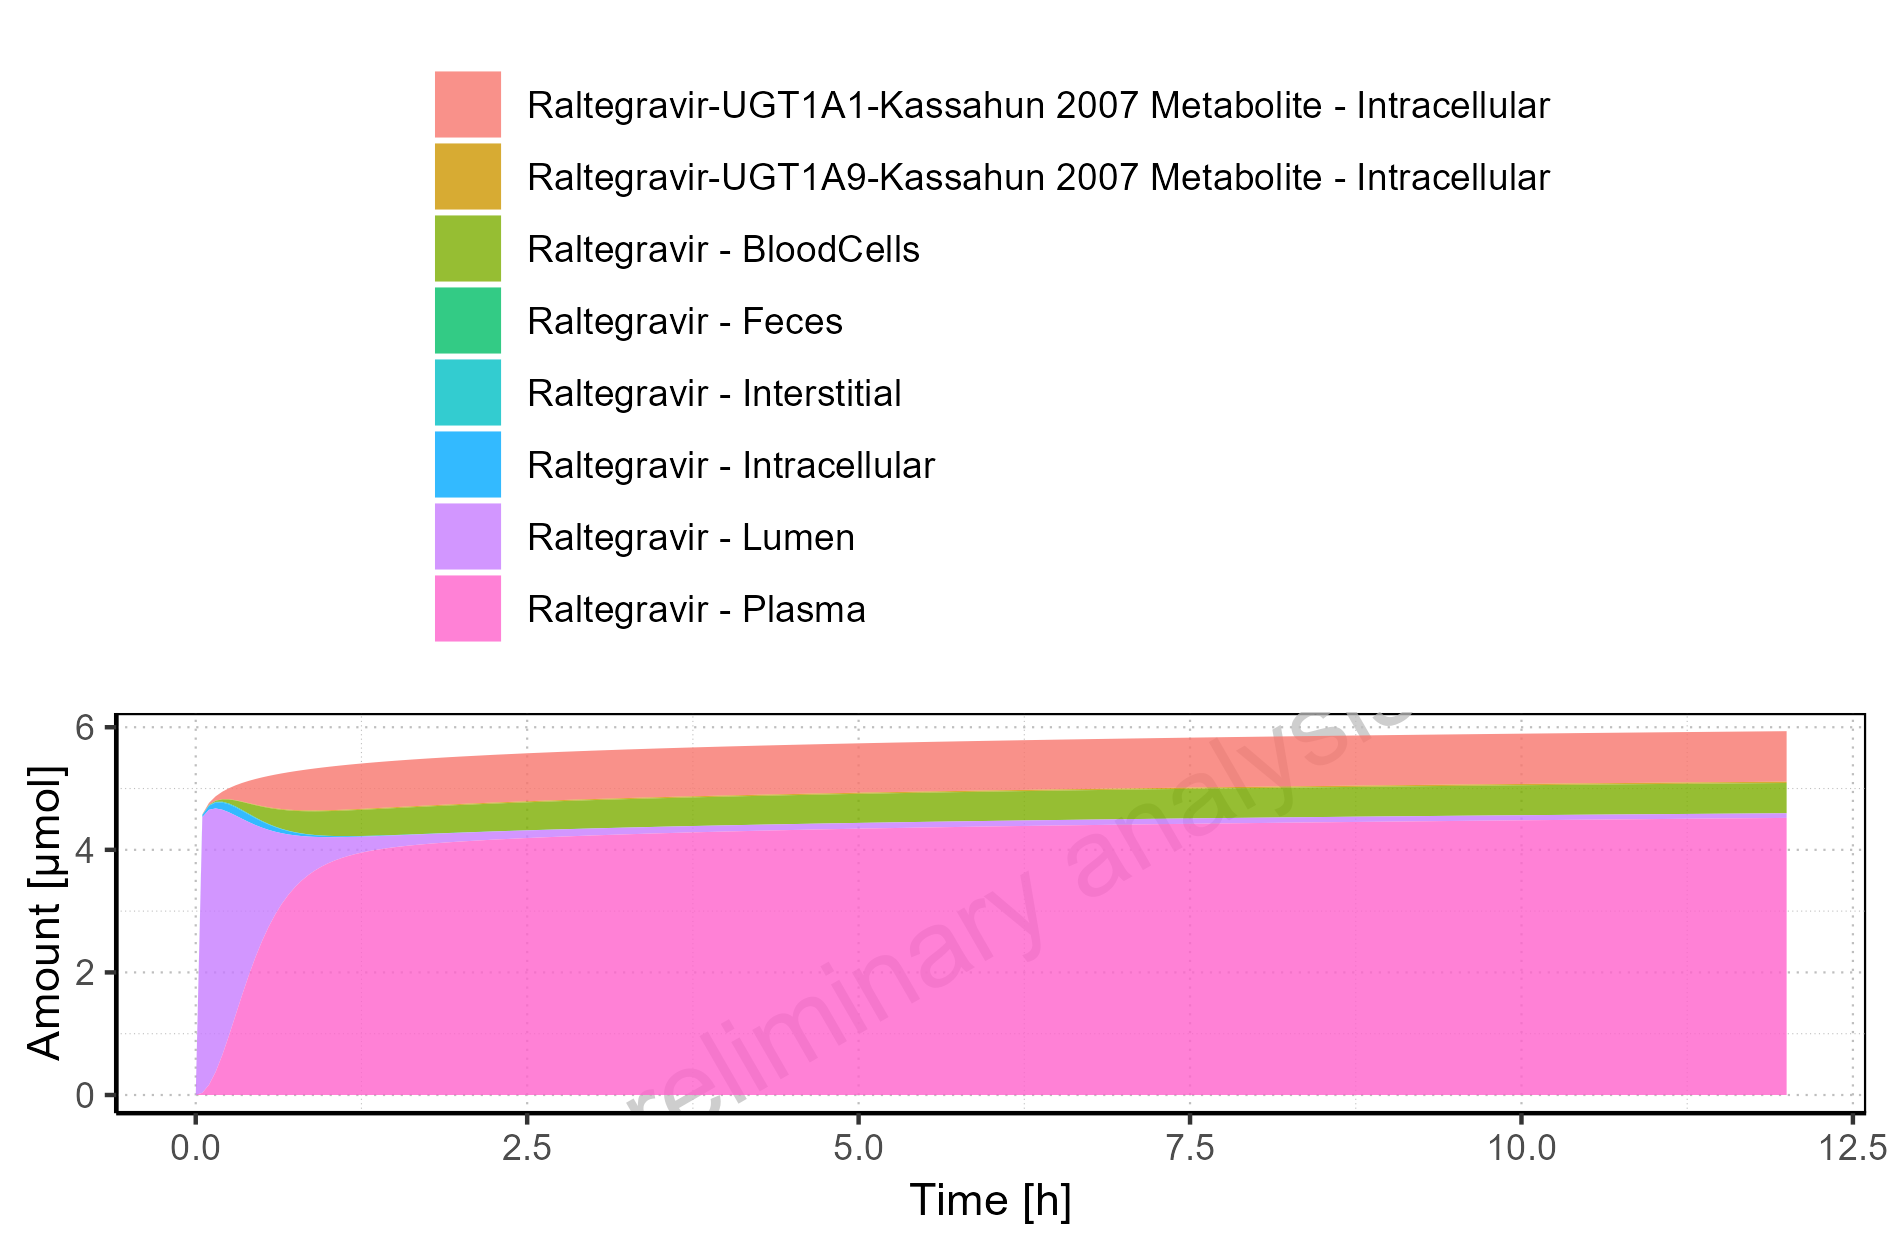 Raltegravir-UGT1A1-Kassahun 2007 Metabolite - Intracellular
Raltegravir-UGT1A9-Kassahun 2007 Metabolite - Intracellular
Raltegravir - BloodCells
Raltegravir - Feces
Raltegravir - Interstitial
Raltegravir - Intracellular
Raltegravir - Lumen
Raltegravir - Plasma
6
4
2
0
Amount [µmol]
reliminary analysis
0.0 2.5 5.0 7.5 10.0 12.5
Time [h]